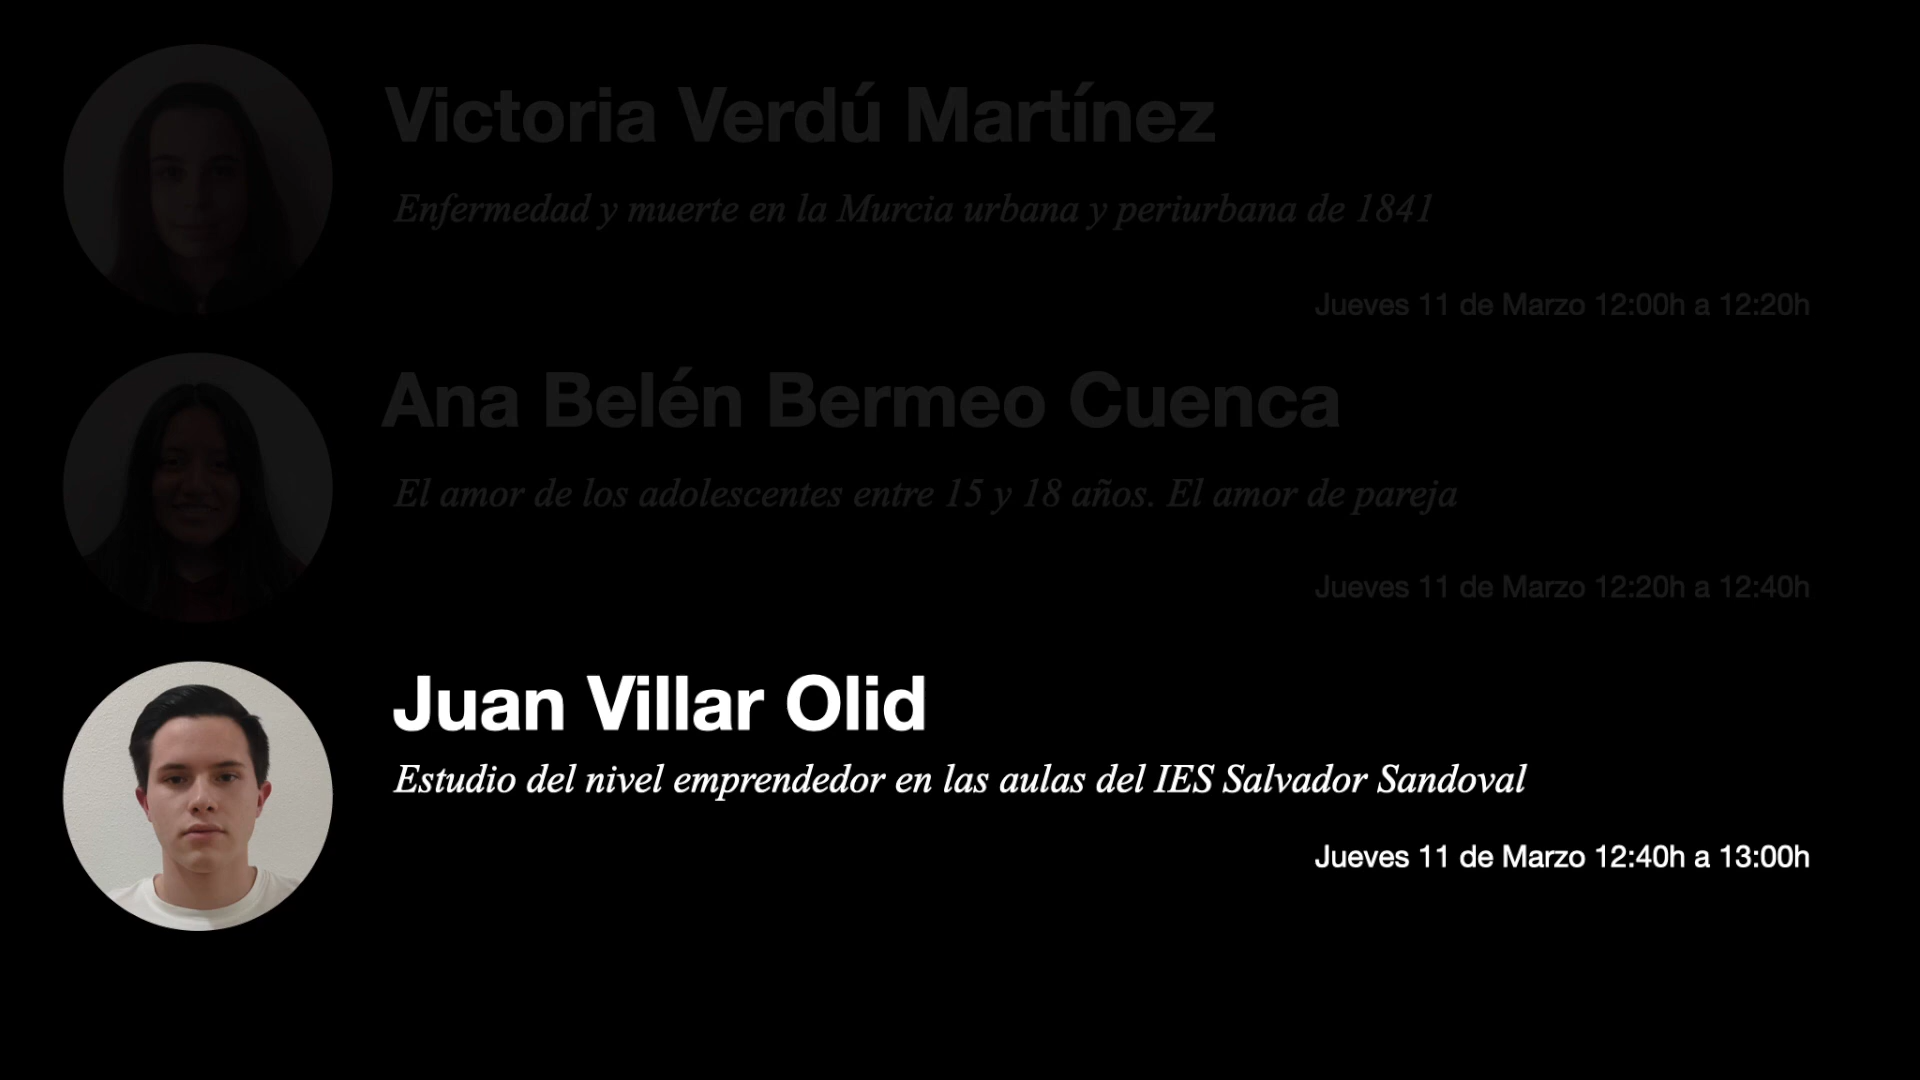 Victoria Verdú Martínez
Enfermedad y muerte en la Murcia urbana y periurbana de 1841
Jueves 11 de Marzo 12:00h a 12:20h
Ana Belén Bermeo Cuenca
El amor de los adolescentes entre 15 y 18 años. El amor de pareja
Jueves 11 de Marzo 12:20h a 12:40h
Juan Villar Olid
Estudio del nivel emprendedor en las aulas del IES Salvador Sandoval
Jueves 11 de Marzo 12:40h a 13:00h